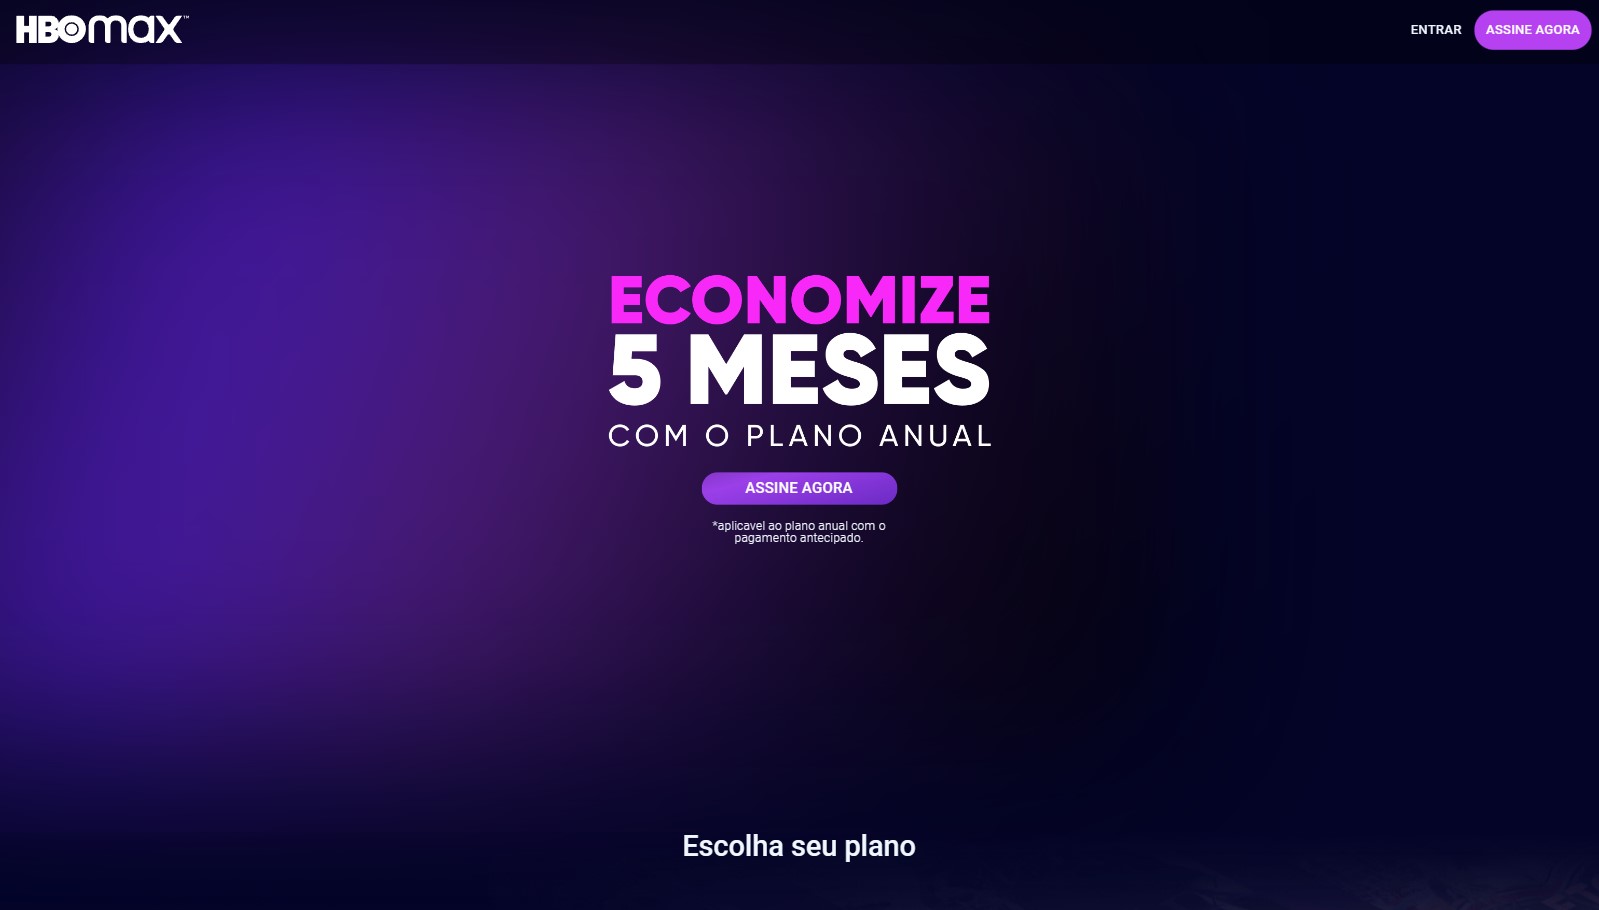 HBOmax™
ENTRAR
ASSINE AGORA
ECONOMIZE
5 MESES
COM O PLANO ANUAL
ASSINE AGORA
*aplicavel ao plano anual com o
pagamento antecipado.
Escolha seu plano